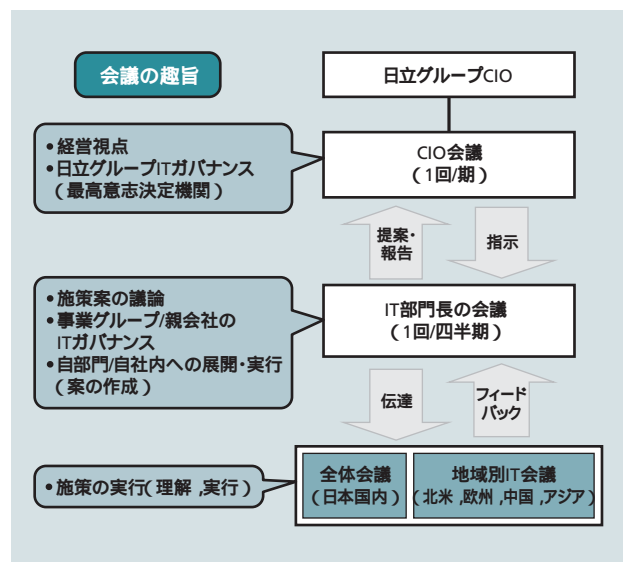 会議の趣旨
日立グループCIO
•経営視点
•日立グループITガバナンス
（最高意志決定機関）
CIO会議
（1回/期）
提案・
報告
指示
•施策案の議論
•事業グループ/親会社の
ITガバナンス
•自部門/自社内への展開・実行
（案の作成）
IT部門長の会議
（1回/四半期）
伝達
フィード
バック
•施策の実行（理解,実行）
全体会議
（日本国内）
地域別IT会議
（北米,欧州,中国,アジア）